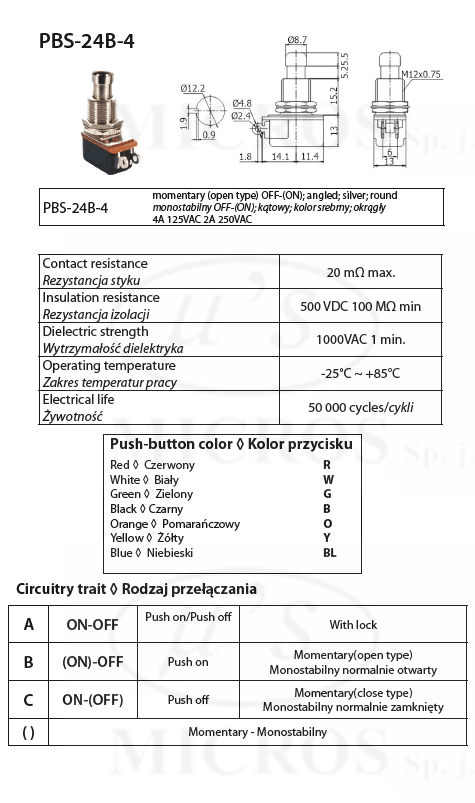 PBS-24B-4
Ø8.7
5.2 5.5
M12x0.75
Ø12.2
15.2
Ø4.8
Ø2.4
1.9
0.9
13
1.8
14.1
11.4
6
13
PBS-24B-4
momentary (open type) OFF-(ON); angled; silver; round
monostabilny OFF-(ON); kątowy; kolor srebrny; okrągły
4A 125VAC 2A 250VAC
Contact resistance
Rezystancja styku
20 mΩ max.
Insulation resistance
Rezystancja izolacji
500 VDC 100 MΩ min
Dielectric strength
Wytrzymałość dielektryka
1000VAC 1 min.
Operating temperature
Zakres temperatur pracy
-25°C ~ +85°C
Electrical life
Żywotność
50 000 cycles/cykli
Push-button color ◊ Kolor przycisku
Red ◊ Czerwony R
White ◊ Biały W
Green ◊ Zielony G
Black ◊ Czarny B
Orange ◊ Pomarańczowy O
Yellow ◊ Żółty Y
Blue ◊ Niebieski BL
Circuitry trait ◊ Rodzaj przełączania
A ON-OFF Push on/Push off With lock
B (ON)-OFF Push on Momentary(open type)
Monostabilny normalnie otwarty
C ON-(OFF) Push off Momentary(close type)
Monostabilny normalnie zamknięty
( ) Momentary - Monostabilny
MICROS Sp. j.
µ's
MICROS Sp. j.
µ's
MICROS Sp. j.